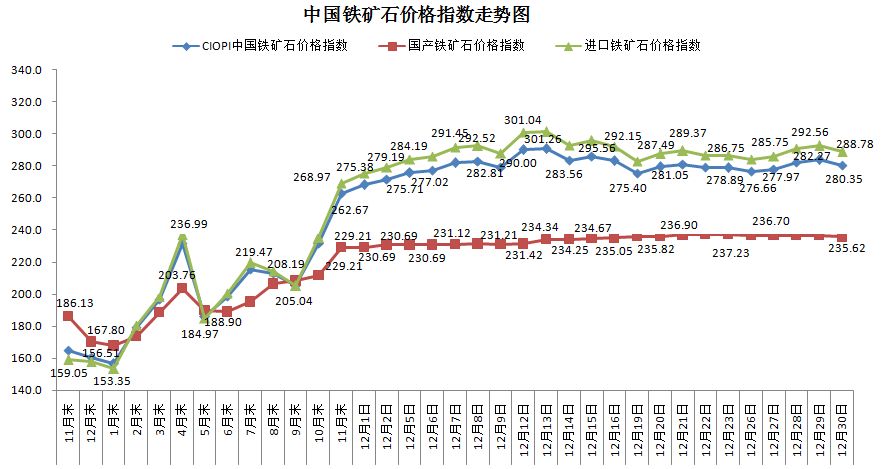 中国铁矿石价格指数走势图
CIOPI中国铁矿石价格指数 国产铁矿石价格指数 进口铁矿石价格指数
340.0
320.0
300.0
280.0
260.0
240.0
220.0
200.0
180.0
160.0
140.0
186.13
167.80
156.51
159.05
153.35
236.99
203.76
184.97
188.90
219.47
208.19
205.04
268.97
262.67
229.21
229.21
275.38
230.69
279.19
275.71
230.69
284.19
277.02
230.69
291.45
231.12
292.52
282.81
231.21
290.00
301.04
231.42
301.26
234.34
283.56
234.25
295.56
234.67
292.15
235.05
275.40
287.49
235.82
281.05
289.37
236.90
286.75
278.89
237.23
276.66
285.75
236.70
277.97
292.56
282.27
288.78
280.35
235.62
11月末
12月末
1月末
2月末
3月末
4月末
5月末
6月末
7月末
8月末
9月末
10月末
11月末
12月1日
12月2日
12月5日
12月6日
12月7日
12月8日
12月9日
12月12日
12月13日
12月14日
12月15日
12月16日
12月19日
12月20日
12月21日
12月22日
12月23日
12月26日
12月27日
12月28日
12月29日
12月30日